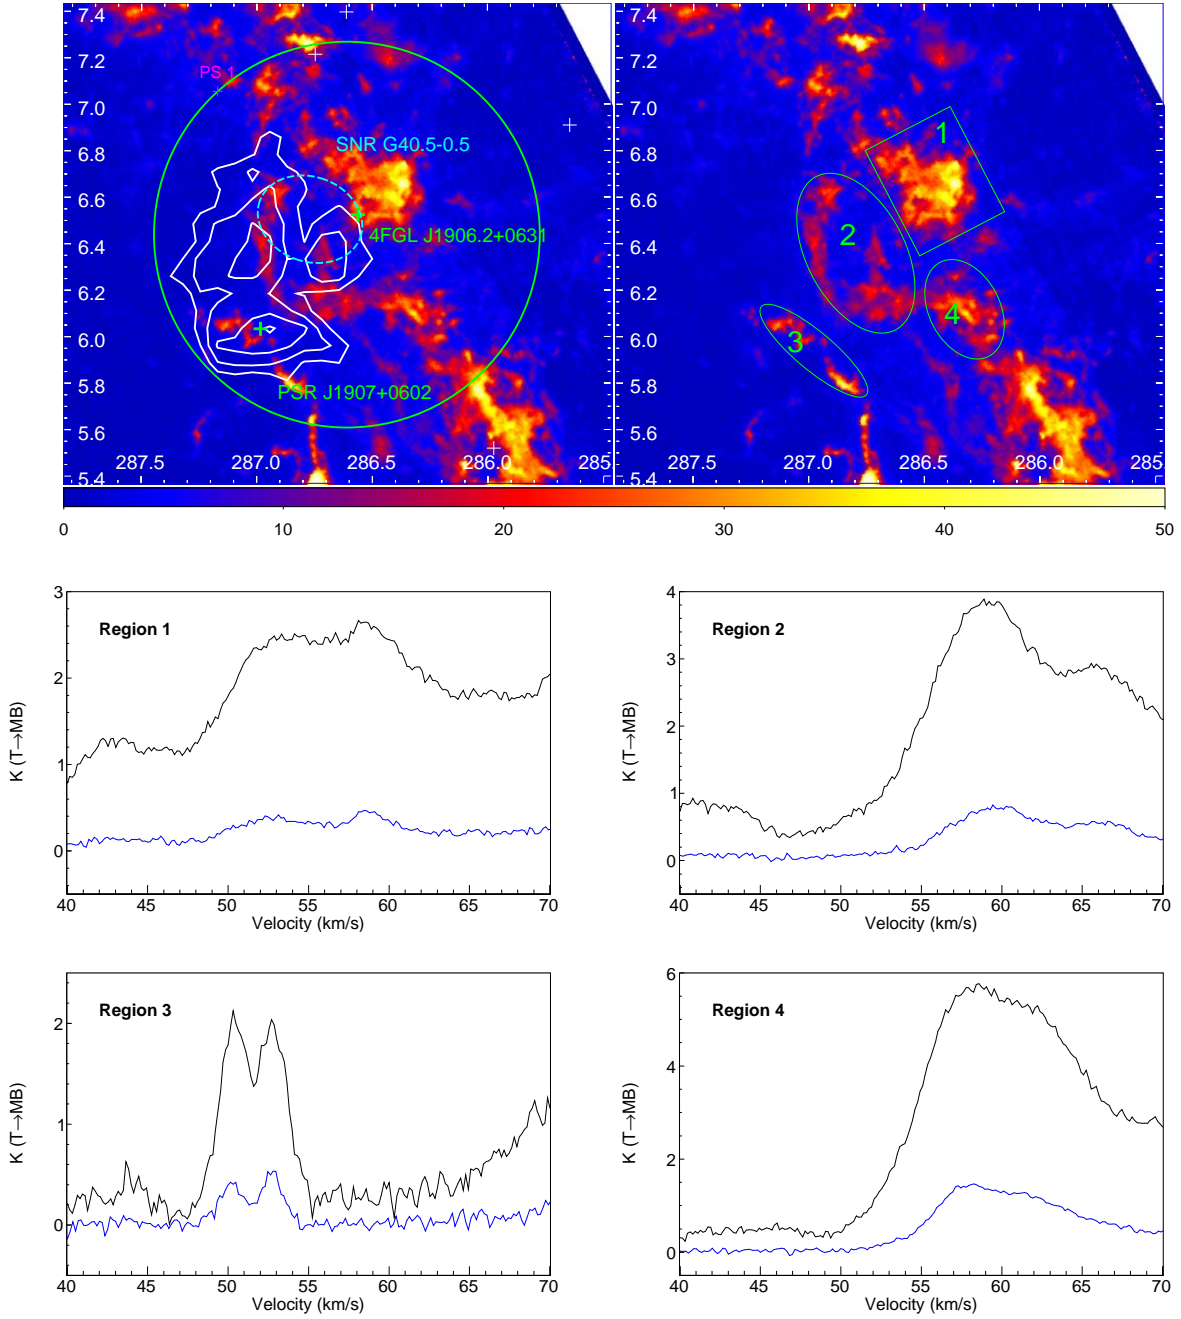 7.4
7.2
7.0
6.8
6.6
6.4
6.2
6.0
5.8
5.6
5.4
PS 1
SNR G40.5-0.5
4FGL J1906.2+0631
PSR J1907+0602
287.5 287.0 286.5 286.0 285.
7.4
7.2
7.0
6.8
6.6
6.4
6.2
6.0
5.8
5.6
5.4
1
2
3
4
287.5 287.0 286.5 286.0 285.
0 10 20 30 40 50
Region 1
K (T→MB)
3
2
1
0
40 45 50 55 60 65 70
Velocity (km/s)
Region 2
K (T→MB)
4
3
2
1
0
40 45 50 55 60 65 70
Velocity (km/s)
Region 3
K (T→MB)
2
1
0
40 45 50 55 60 65 70
Velocity (km/s)
Region 4
K (T→MB)
6
4
2
0
40 45 50 55 60 65 70
Velocity (km/s)